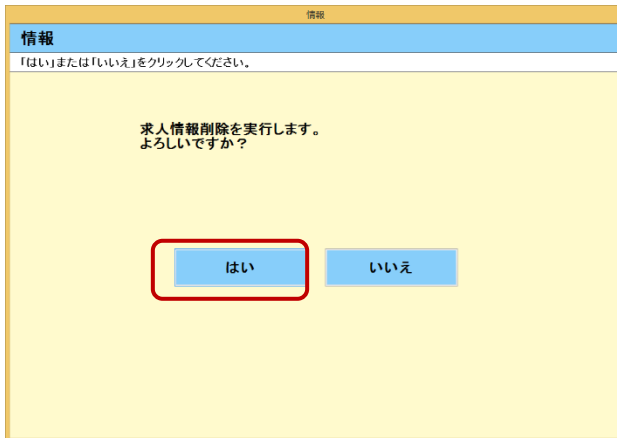 情報
情報
「はい」または「いいえ」をクリックしてください。
求人情報削除を実行します。
よろしいですか？
はい
いいえ